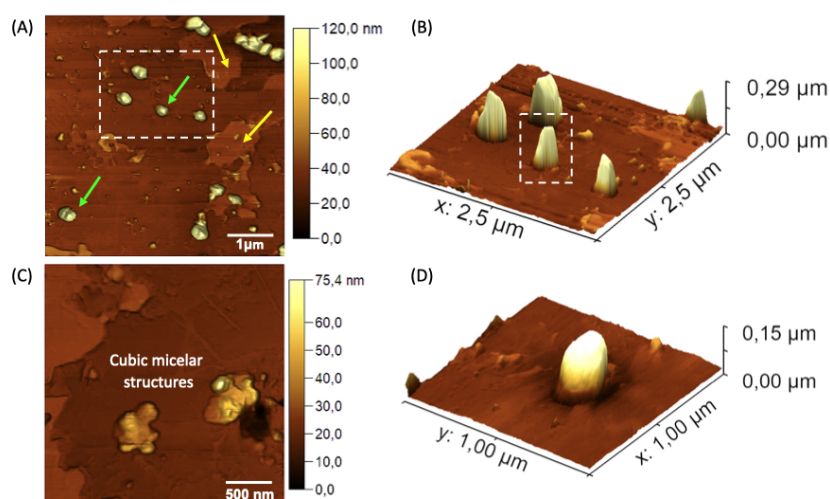 (A)
120,0 nm
100,0
80,0
60,0
40,0
20,0
0,0
1µm
(B)
0,29 µm
0,00 µm
x: 2,5 µm
y: 2,5 µm
(C)
75,4 nm
60,0
50,0
40,0
30,0
20,0
10,0
0,0
Cubic micelar
structures
500 nm
(D)
0,15 µm
0,00 µm
y: 1,00 µm
x: 1,00 µm